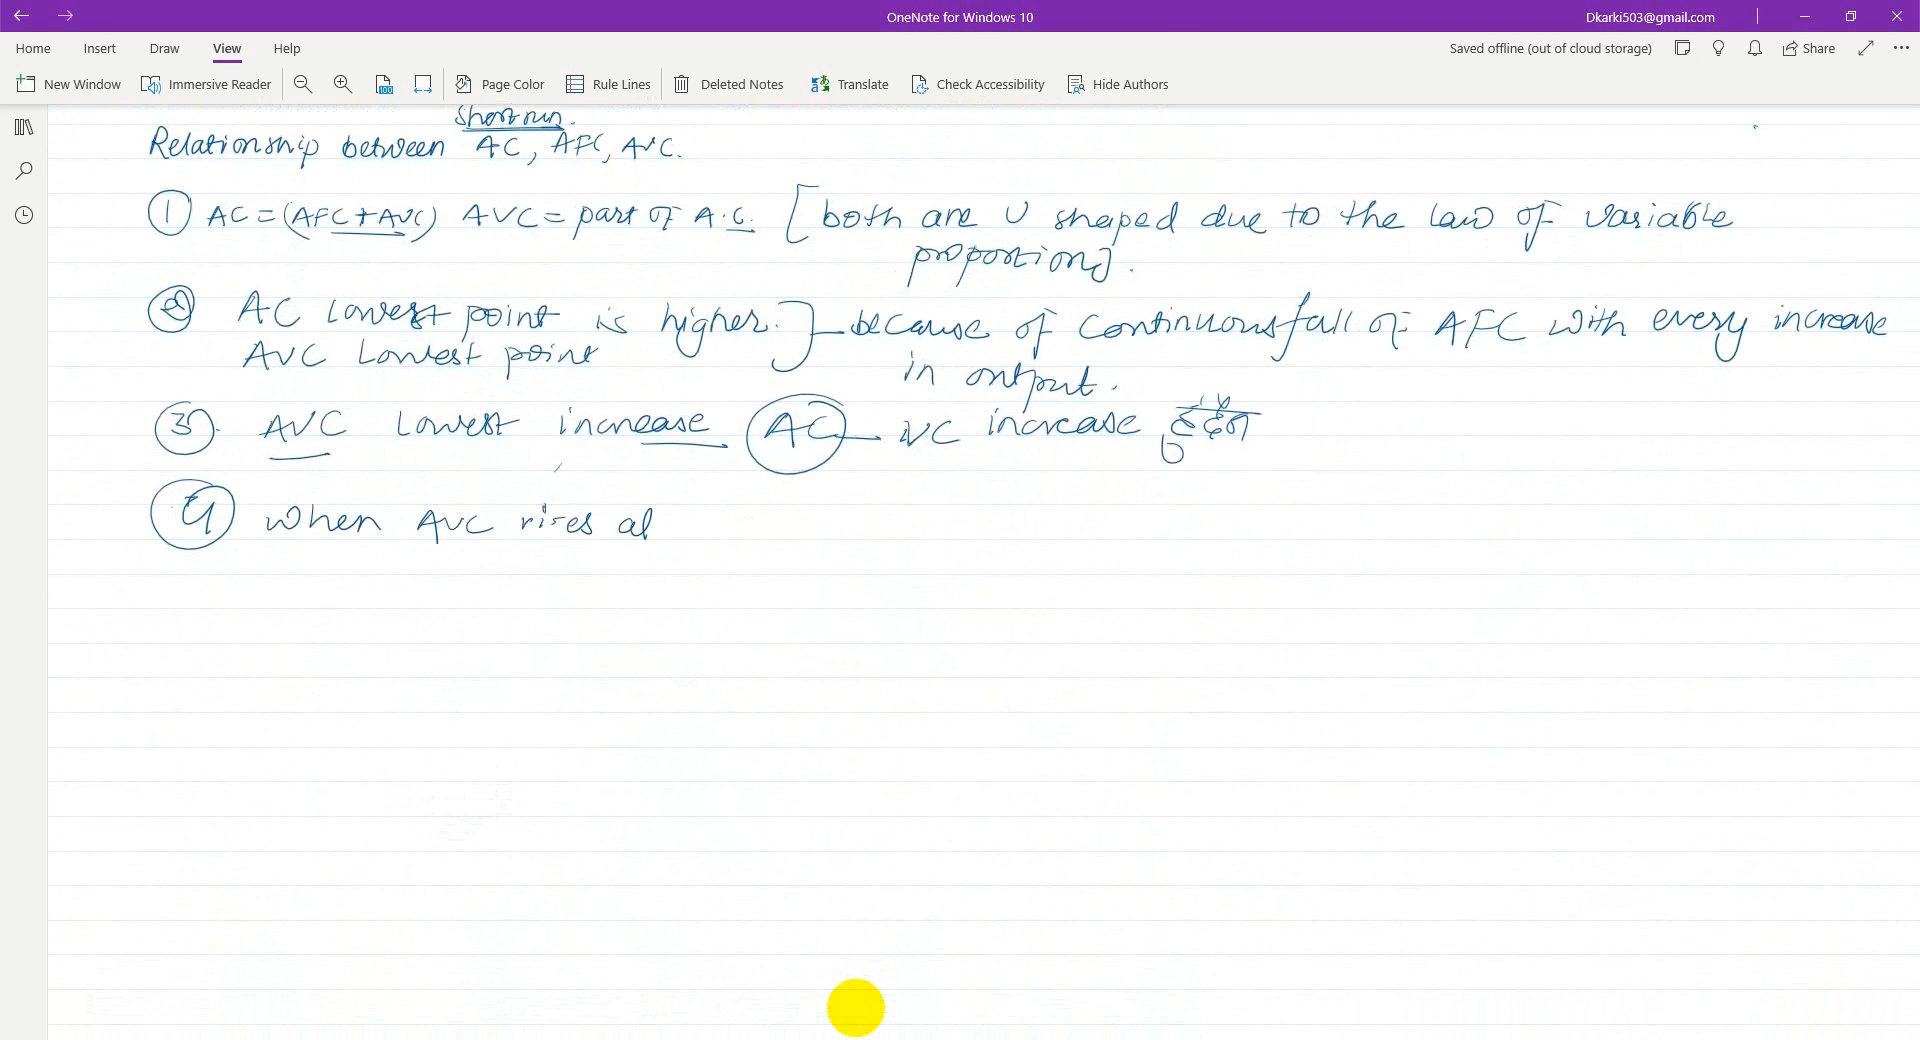 OneNote for Windows 10
Dkarki503@gmail.com
Home Insert Draw View Help
Saved offline (out of cloud storage) Share
New Window Immersive Reader Page Color Rule Lines Deleted Notes Translate Check Accessibility Hide Authors
Short run.
Relationship between AC, AFC, AVC.
① AC = (AFC + AVC) AVC = part of A.C. [both are U shaped due to the law of variable
proportion].
② AC lowest point is higher. } because of continuous fall of AFC with every increase
AVC Lowest point
in output.
③. AVC lowest increase AC VC increase
④ when AVC rises